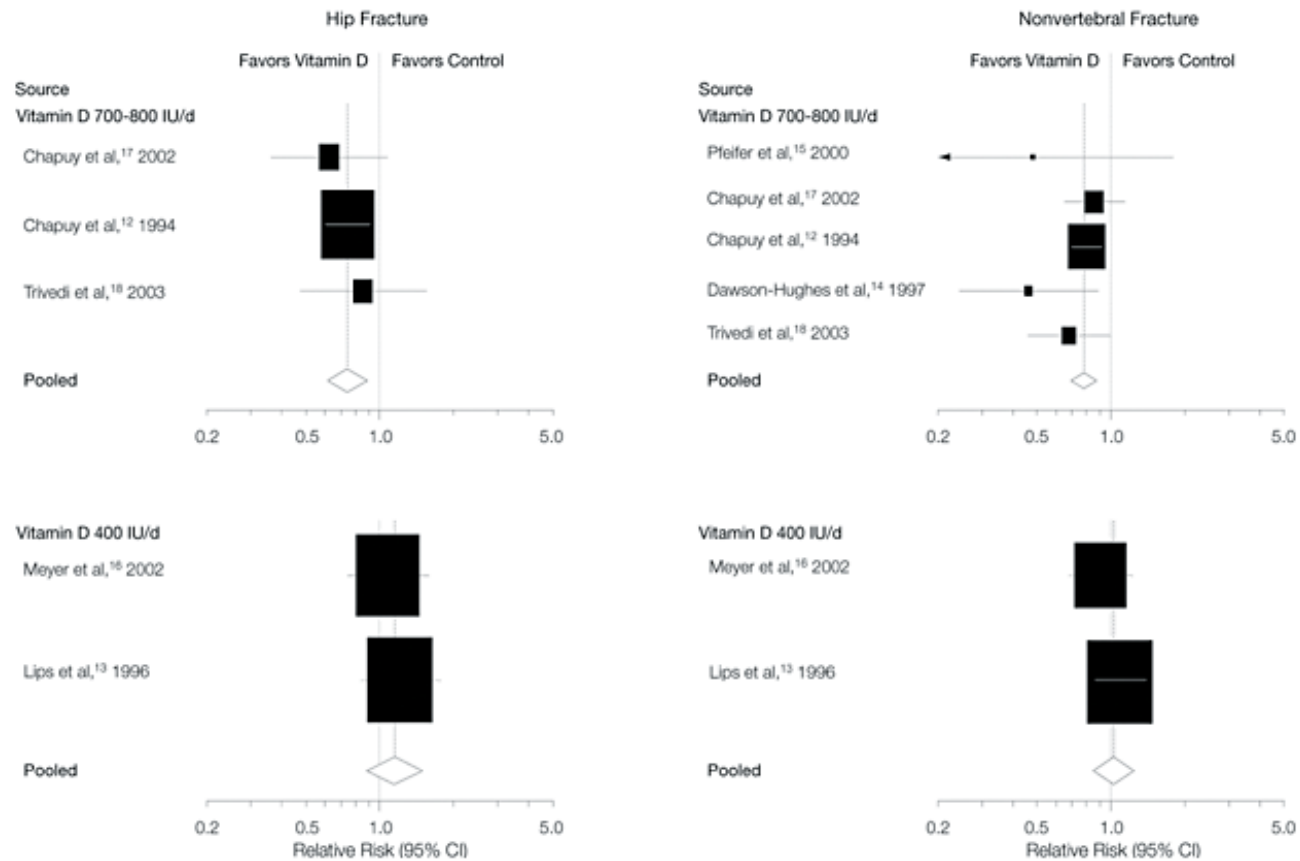 Hip Fracture
Favors Vitamin D Favors Control
Source
Vitamin D 700-800 IU/d
Chapuy et al,17 2002
Chapuy et al,12 1994
Trivedi et al,18 2003
Pooled
0.2 0.5 1.0 5.0
Vitamin D 400 IU/d
Meyer et al,16 2002
Lips et al,13 1996
Pooled
0.2 0.5 1.0 5.0
Relative Risk (95% CI)
Nonvertebral Fracture
Favors Vitamin D Favors Control
Source
Vitamin D 700-800 IU/d
Pfeifer et al,15 2000
Chapuy et al,17 2002
Chapuy et al,12 1994
Dawson-Hughes et al,14 1997
Trivedi et al,18 2003
Pooled
0.2 0.5 1.0 5.0
Vitamin D 400 IU/d
Meyer et al,16 2002
Lips et al,13 1996
Pooled
0.2 0.5 1.0 5.0
Relative Risk (95% CI)